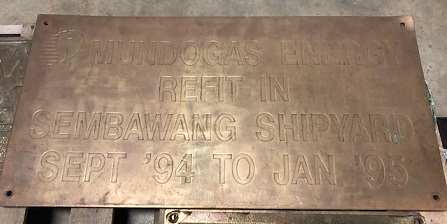 MUNDOGAS ENERGY
REFIT IN
SEMBAWANG SHIPYARD
SEPT '94 TO JAN '95